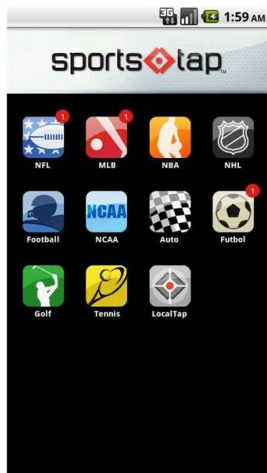 3G 1:59 AM
sports tap
1 1
NFL MLB NBA NHL
NCAA 1
Football NCAA Auto Futbol
Golf Tennis LocalTap